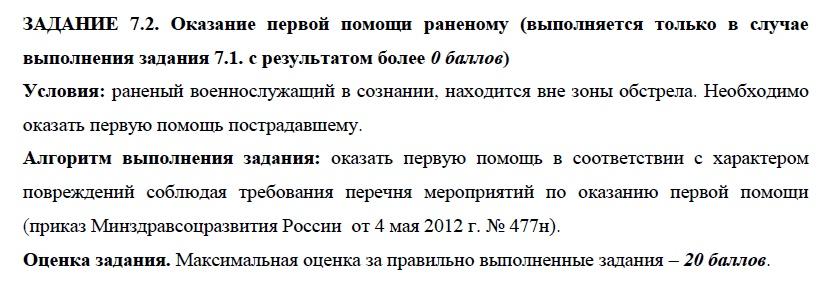 ЗАДАНИЕ 7.2. Оказание первой помощи раненому (выполняется только в случае
выполнения задания 7.1. с результатом более 0 баллов)
Условия: раненый военнослужащий в сознании, находится вне зоны обстрела. Необходимо
оказать первую помощь пострадавшему.
Алгоритм выполнения задания: оказать первую помощь в соответствии с характером
повреждений соблюдая требования перечня мероприятий по оказанию первой помощи
(приказ Минздравсоцразвития России от 4 мая 2012 г. № 477н).
Оценка задания. Максимальная оценка за правильно выполненные задания – 20 баллов.